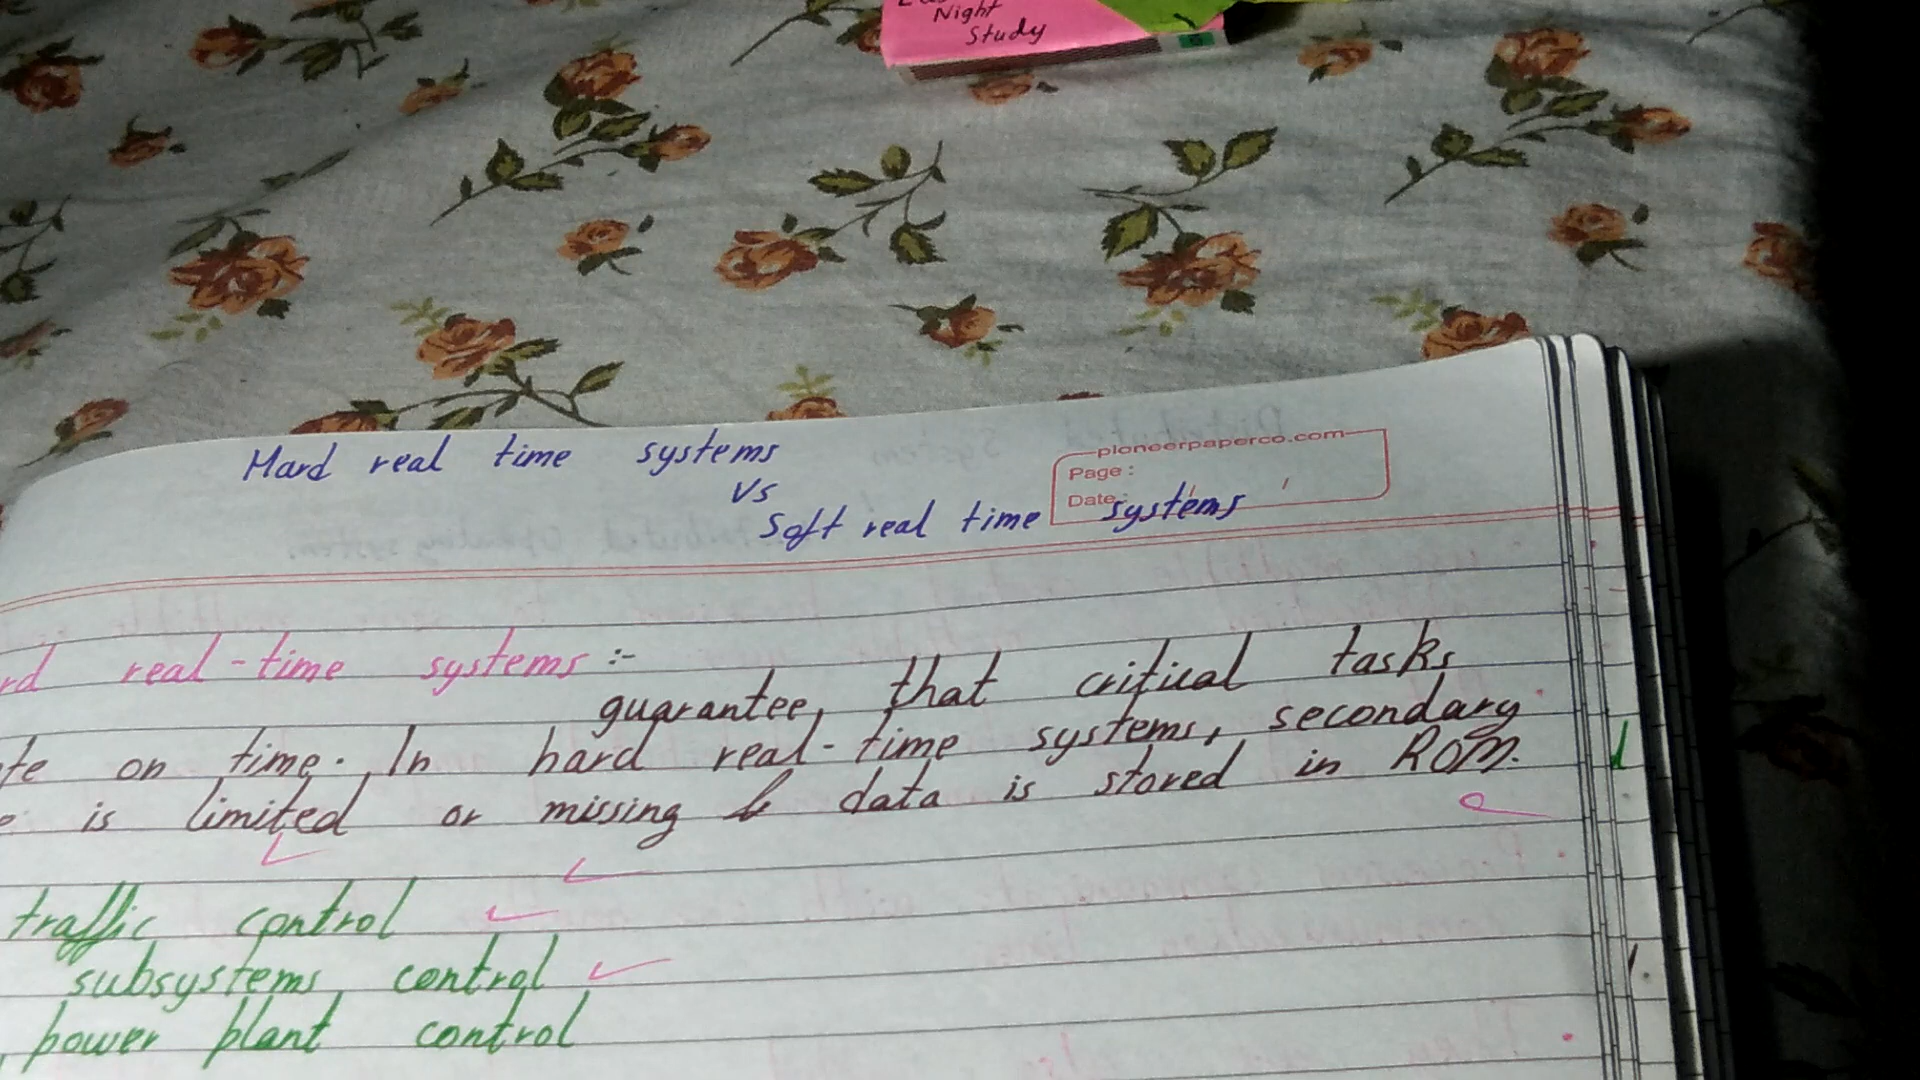 Night
Study
Hard real time systems
pioneerpaperco.com
Page :
Vs
Date :
Soft real time systems
rd real-time systems :-
guarantee, that critical tasks
te on time. In hard real-time systems, secondary
e is limited or missing & data is stored in ROM.
traffic control
subsystems control
power plant control